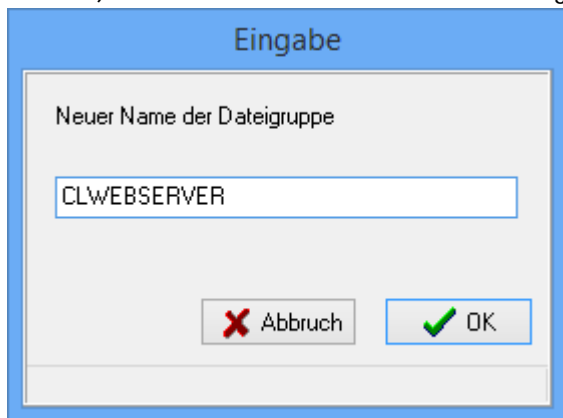 Eingabe
Neuer Name der Dateigruppe
CLWEBSERVER
Abbruch
OK